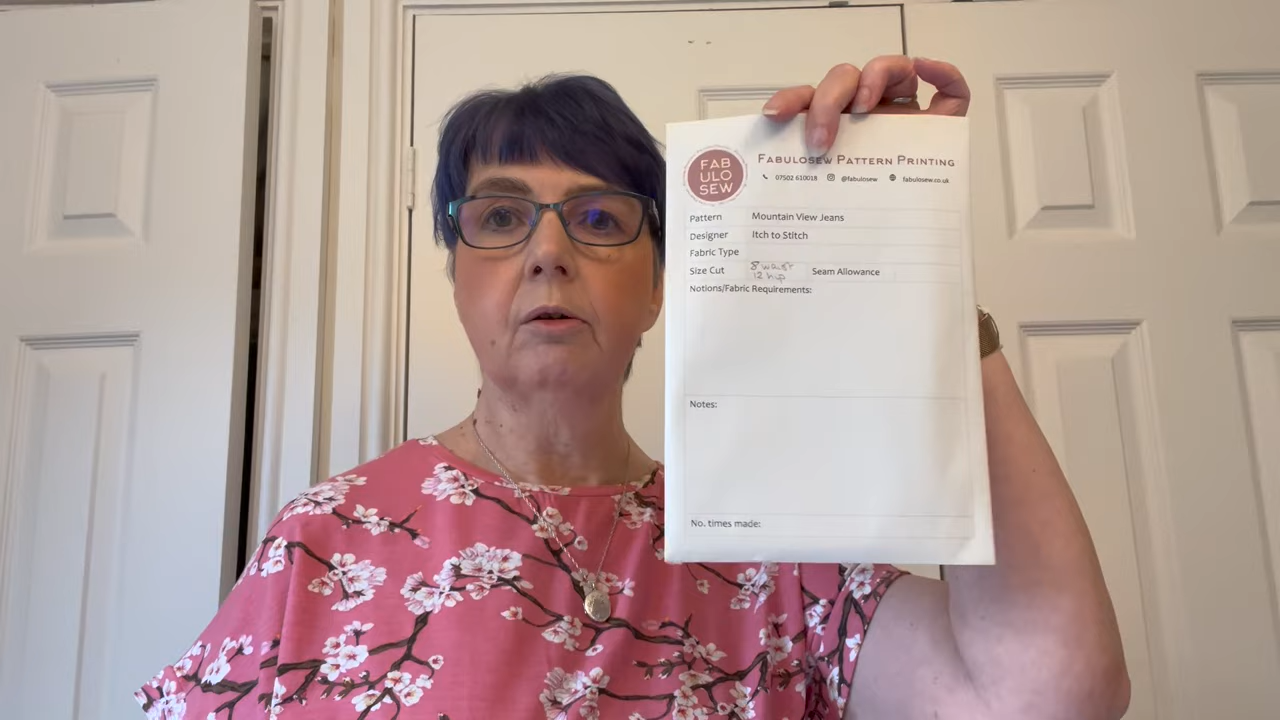 FAB
ULO
SEW
FABULOSEW PATTERN PRINTING
07502 610018 @fabulosew fabulosew.co.uk
Pattern Mountain View Jeans
Designer Itch to Stitch
Fabric Type
Size Cut 8 waist
12 hip Seam Allowance
Notions/Fabric Requirements:
Notes:
No. times made: